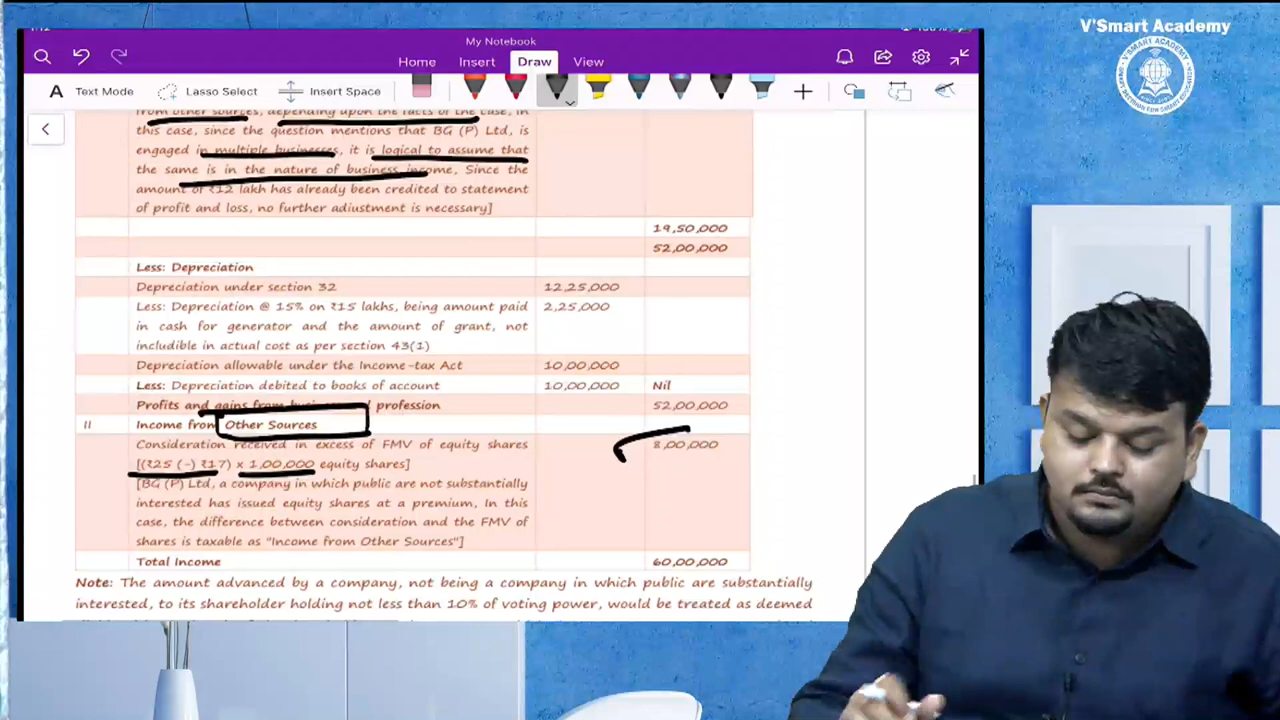 V'Smart Academy
My Notebook
Home Insert Draw View
Text Mode Lasso Select Insert Space
from other sources, depending upon the facts of the case, in
this case, since the question mentions that BG (P) Ltd, is
engaged in multiple businesses, it is logical to assume that
the same is in the nature of business income, Since the
amount of ₹12 lakh has already been credited to statement
of profit and loss, no further adjustment is necessary]
19,50,000
52,00,000
Less: Depreciation
Depreciation under section 32 12,25,000
Less: Depreciation @ 15% on ₹15 lakhs, being amount paid 2,25,000
in cash for generator and the amount of grant, not
includible in actual cost as per section 43(1)
Depreciation allowable under the Income-tax Act 10,00,000
Less: Depreciation debited to books of account 10,00,000 Nil
Profits and gains from profession 52,00,000
II Income from Other Sources
Consideration received in excess of FMV of equity shares 8,00,000
[(₹25 (-) ₹17) x 1,00,000 equity shares]
[BG (P) Ltd, a company in which public are not substantially
interested has issued equity shares at a premium, In this
case, the difference between consideration and the FMV of
shares is taxable as "Income from Other Sources"]
Total Income 60,00,000
Note: The amount advanced by a company, not being a company in which public are substantially
interested, to its shareholder holding not less than 10% of voting power, would be treated as deemed